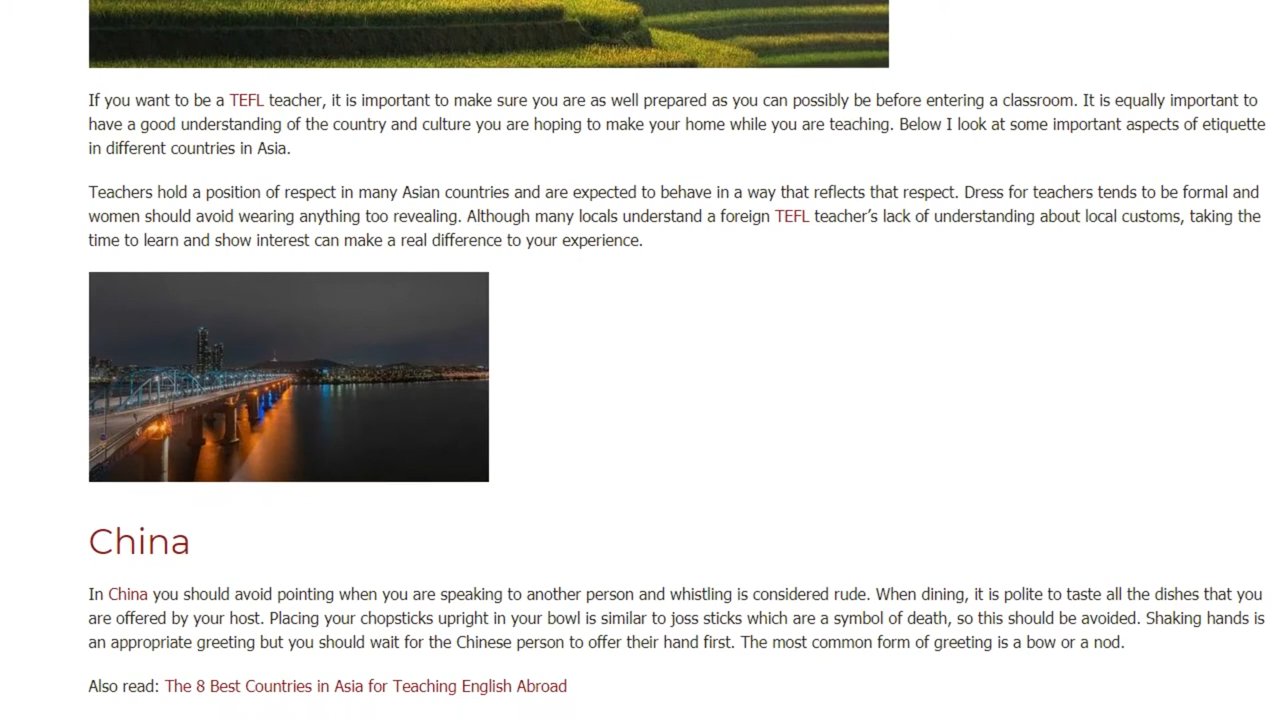 If you want to be a TEFL teacher, it is important to make sure you are as well prepared as you can possibly be before entering a classroom. It is equally important to
have a good understanding of the country and culture you are hoping to make your home while you are teaching. Below I look at some important aspects of etiquette
in different countries in Asia.
Teachers hold a position of respect in many Asian countries and are expected to behave in a way that reflects that respect. Dress for teachers tends to be formal and
women should avoid wearing anything too revealing. Although many locals understand a foreign TEFL teacher’s lack of understanding about local customs, taking the
time to learn and show interest can make a real difference to your experience.
China
In China you should avoid pointing when you are speaking to another person and whistling is considered rude. When dining, it is polite to taste all the dishes that you
are offered by your host. Placing your chopsticks upright in your bowl is similar to joss sticks which are a symbol of death, so this should be avoided. Shaking hands is
an appropriate greeting but you should wait for the Chinese person to offer their hand first. The most common form of greeting is a bow or a nod.
Also read: The 8 Best Countries in Asia for Teaching English Abroad